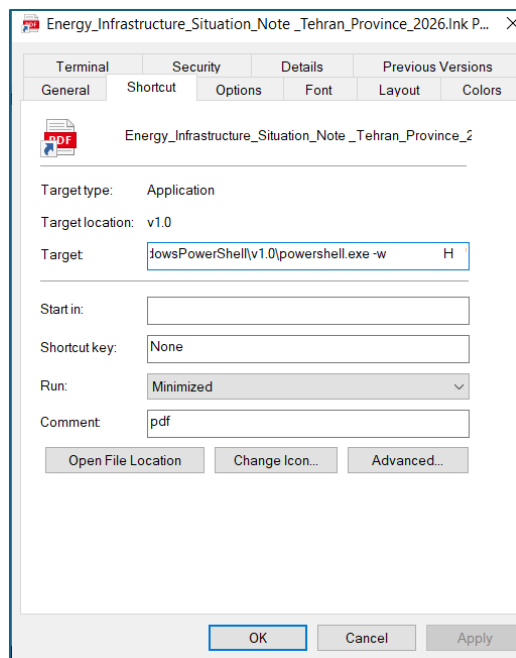 Energy_Infrastructure_Situation_Note _Tehran_Province_2026.lnk P...
Terminal Security Details Previous Versions
General Shortcut Options Font Layout Colors
PDF
Energy_Infrastructure_Situation_Note _Tehran_Province_2
Target type: Application
Target location: v1.0
Target: dowsPowerShell\v1.0\powershell.exe -w H
Start in:
Shortcut key: None
Run: Minimized
Comment: pdf
Open File Location Change Icon... Advanced...
OK Cancel Apply